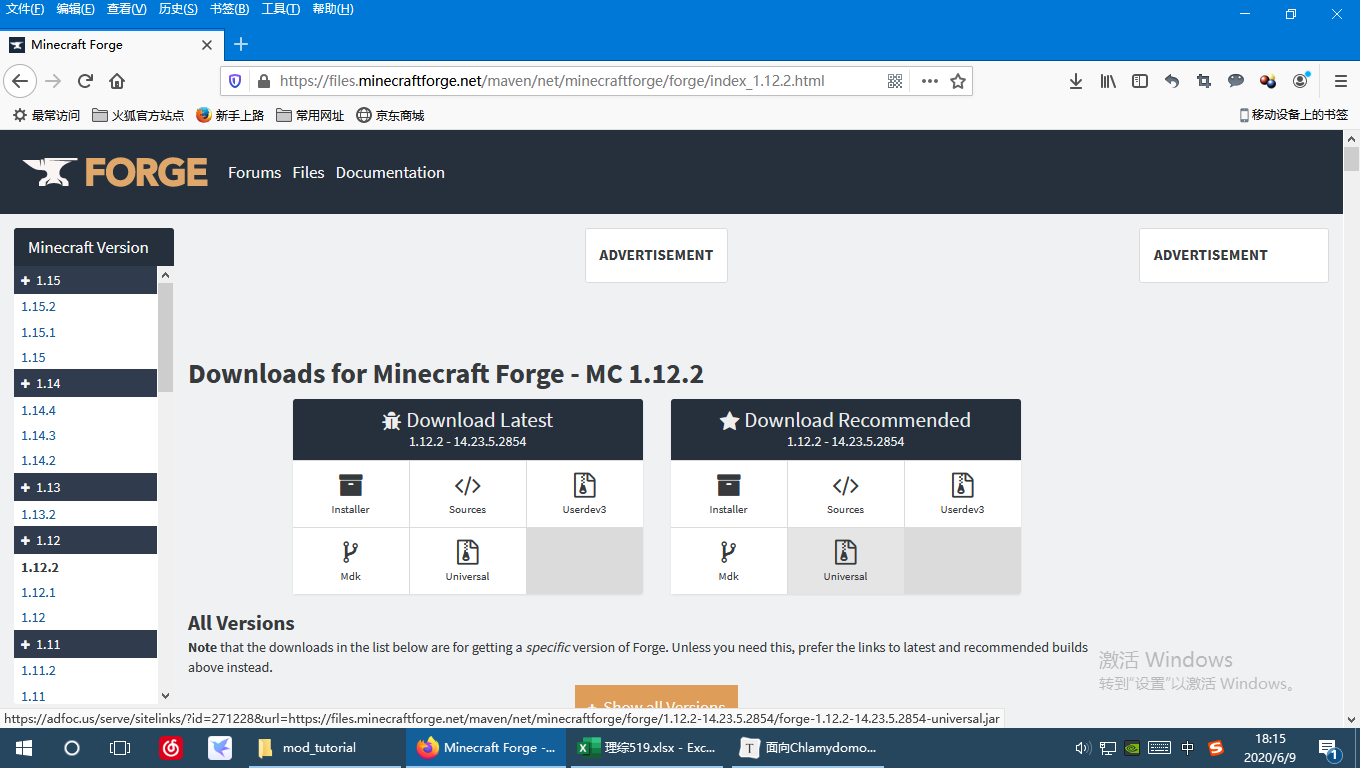 文件(F) 编辑(E) 查看(V) 历史(S) 书签(B) 工具(T) 帮助(H)
Minecraft Forge
https://files.minecraftforge.net/maven/net/minecraftforge/forge/index_1.12.2.html
最常访问 火狐官方站点 新手上路 常用网址 京东商城 移动设备上的书签
FORGE Forums Files Documentation
Minecraft Version
1.15
1.15.2
1.15.1
1.15
1.14
1.14.4
1.14.3
1.14.2
1.13
1.13.2
1.12
1.12.2
1.12.1
1.12
1.11
1.11.2
1.11
ADVERTISEMENT
ADVERTISEMENT
Downloads for Minecraft Forge - MC 1.12.2
Download Latest
1.12.2 - 14.23.5.2854
Installer Sources Userdev3
Mdk Universal
Download Recommended
1.12.2 - 14.23.5.2854
Installer Sources Userdev3
Mdk Universal
All Versions
Note that the downloads in the list below are for getting a specific version of Forge. Unless you need this, prefer the links to latest and recommended builds
above instead.
+ Show all Versions
激活 Windows
转到“设置”以激活 Windows。
https://adfoc.us/serve/sitelinks/?id=271228&url=https://files.minecraftforge.net/maven/net/minecraftforge/forge/1.12.2-14.23.5.2854/forge-1.12.2-14.23.5.2854-universal.jar
mod_tutorial Minecraft Forge -... 理综519.xlsx - Exc... T 面向Chlamydomo... 中 S
18:15
2020/6/9
1